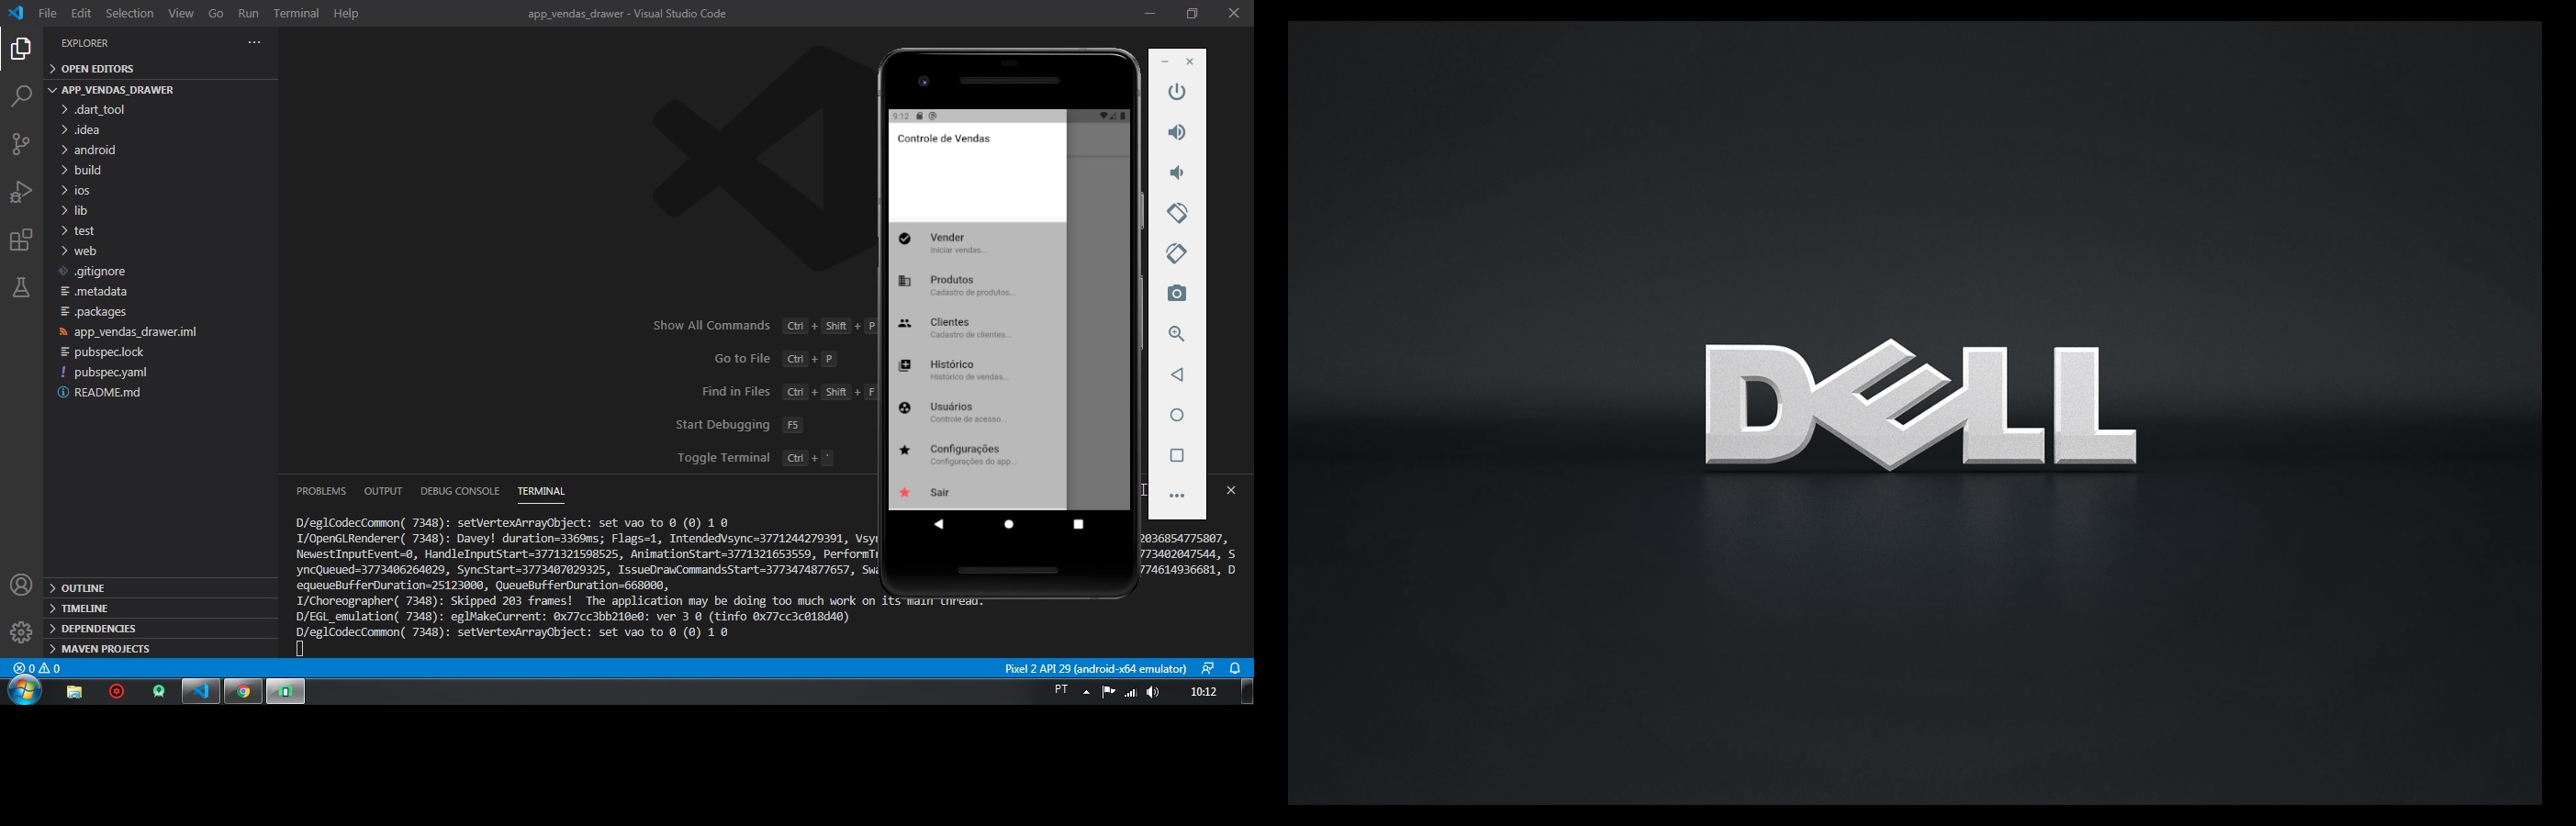 File Edit Selection View Go Run Terminal Help
app_vendas_drawer - Visual Studio Code
EXPLORER
OPEN EDITORS
APP_VENDAS_DRAWER
.dart_tool
.idea
android
build
ios
lib
test
web
.gitignore
.metadata
.packages
app_vendas_drawer.iml
pubspec.lock
pubspec.yaml
README.md
OUTLINE
TIMELINE
DEPENDENCIES
MAVEN PROJECTS
Show All Commands Ctrl + Shift + P
Go to File Ctrl + P
Find in Files Ctrl + Shift + F
Start Debugging F5
Toggle Terminal Ctrl + `
PROBLEMS OUTPUT DEBUG CONSOLE TERMINAL
D/eglCodecCommon( 7348): setVertexArrayObject: set vao to 0 (0) 1 0
I/OpenGLRenderer( 7348): Davey! duration=3369ms; Flags=1, IntendedVsync=3771244279391, Vsyn 2036854775807,
NewestInputEvent=0, HandleInputStart=3771321598525, AnimationStart=3771321653559, PerformTr 773402047544, S
yncQueued=3773406264029, SyncStart=3773407029325, IssueDrawCommandsStart=3773474877657, Swa 774614936681, D
equeueBufferDuration=25123000, QueueBufferDuration=668000,
I/Choreographer( 7348): Skipped 203 frames!  The application may be doing too much work on its main thread.
D/EGL_emulation( 7348): eglMakeCurrent: 0x77cc3bb210e0: ver 3 0 (tinfo 0x77cc3c018d40)
D/eglCodecCommon( 7348): setVertexArrayObject: set vao to 0 (0) 1 0
9:12
Controle de Vendas
Vender
Iniciar vendas...
Produtos
Cadastro de produtos...
Clientes
Cadastro de clientes...
Histórico
Histórico de vendas...
Usuários
Controle de acesso...
Configurações
Configurações do app...
Sair
0 0
Pixel 2 API 29 (android-x64 emulator)
PT
10:12
DELL